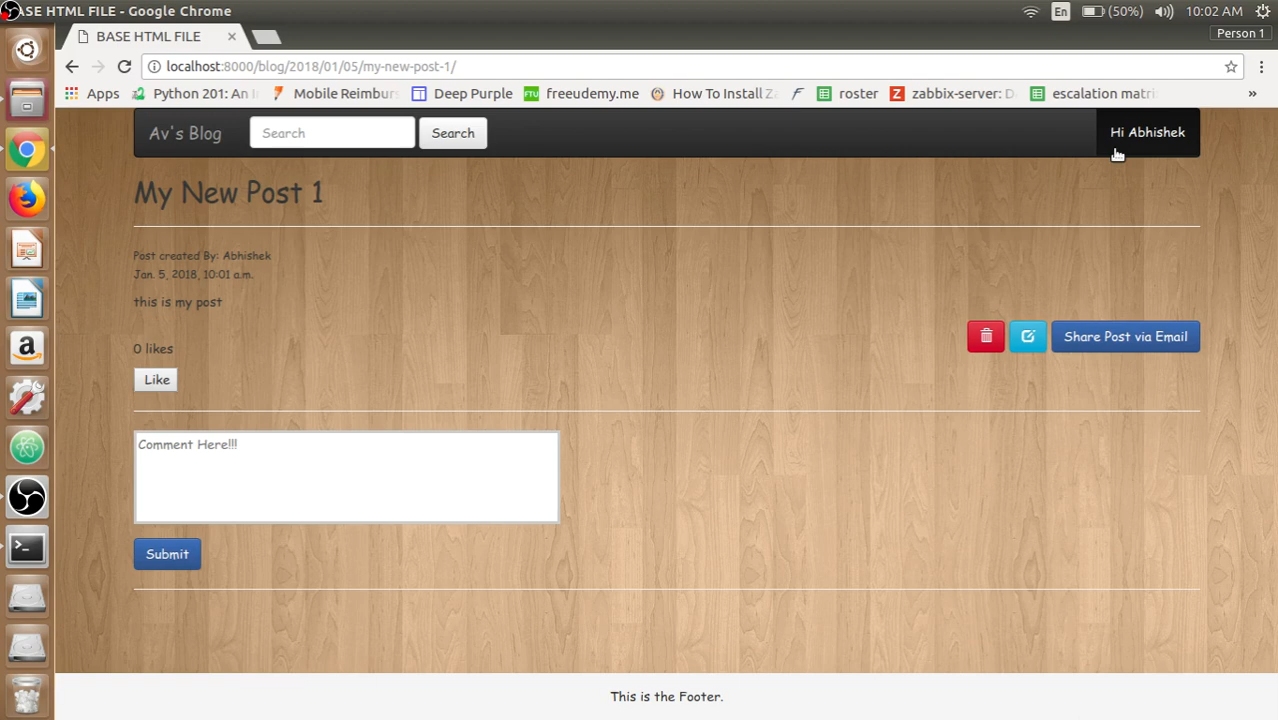 BASE HTML FILE - Google Chrome
En
(50%)
10:02 AM
BASE HTML FILE
Person 1
localhost:8000/blog/2018/01/05/my-new-post-1/
Apps
Python 201: An I
Mobile Reimburs
Deep Purple
FTU freeudemy.me
How To Install Za
roster
Z zabbix-server: D
escalation matri
»
Av's Blog
Search
Search
Hi Abhishek
My New Post 1
Post created By: Abhishek
Jan. 5, 2018, 10:01 a.m.
this is my post
Share Post via Email
0 likes
Like
Comment Here!!!
Submit
This is the Footer.